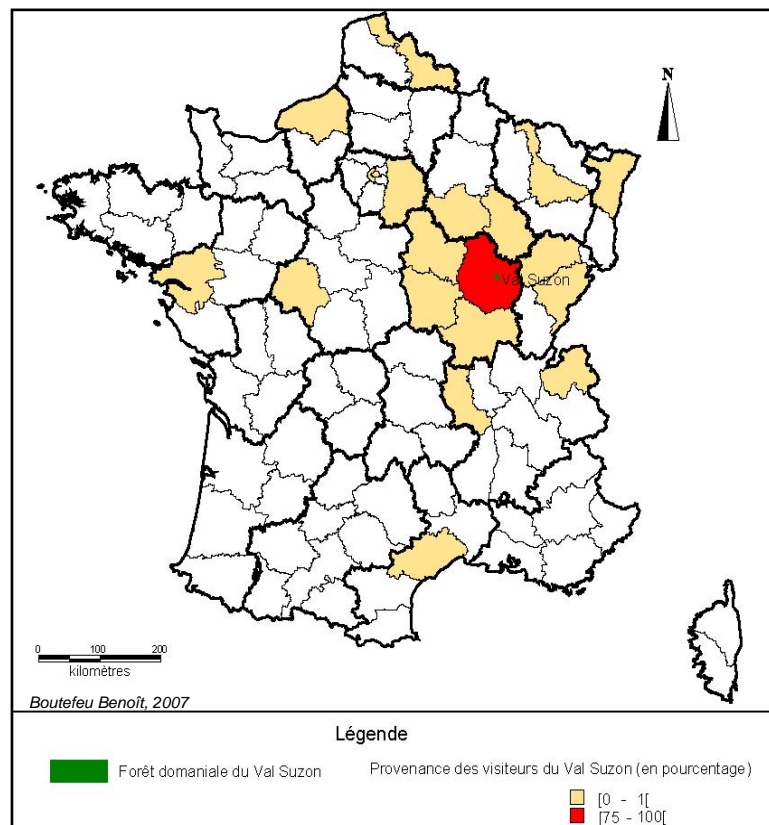 N
Val Suzon
0 100 200
kilomètres
Boutefeu Benoît, 2007
Légende
Forêt domaniale du Val Suzon
Provenance des visiteurs du Val Suzon (en pourcentage)
[0 - 1[
[75 - 100[